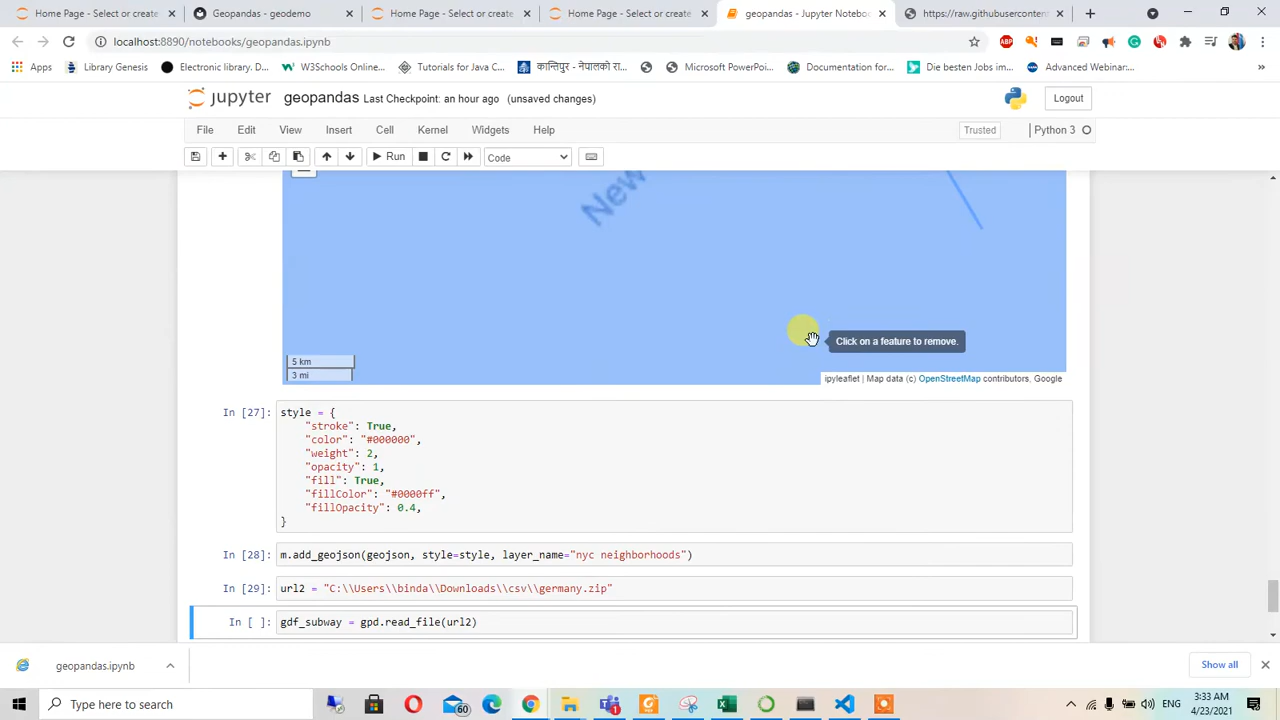 Home Page - Select or create
Geopandas - geodemo
Home Page - Select or create
Home Page - Select or create
geopandas - Jupyter Notebook
https://raw.githubusercontent
localhost:8890/notebooks/geopandas.ipynb
Apps
Library Genesis
Electronic library. D...
W3Schools Online...
Tutorials for Java C...
कान्तिपुर - नेपालको रा...
Microsoft PowerPo...
Documentation for...
Die besten Jobs im...
Advanced Webinar:...
jupyter geopandas Last Checkpoint: an hour ago (unsaved changes)
Logout
File Edit View Insert Cell Kernel Widgets Help
Trusted Python 3
Run
Code
New
Click on a feature to remove.
5 km
3 mi
ipyleaflet | Map data (c) OpenStreetMap contributors, Google
In [27]: style = {
"stroke": True,
"color": "#000000",
"weight": 2,
"opacity": 1,
"fill": True,
"fillColor": "#0000ff",
"fillOpacity": 0.4,
}
In [28]: m.add_geojson(geojson, style=style, layer_name="nyc neighborhoods")
In [29]: url2 = "C:\\Users\\binda\\Downloads\\csv\\germany.zip"
In [ ]: gdf_subway = gpd.read_file(url2)
geopandas.ipynb
Show all
Type here to search
60
1
ENG
3:33 AM
4/23/2021